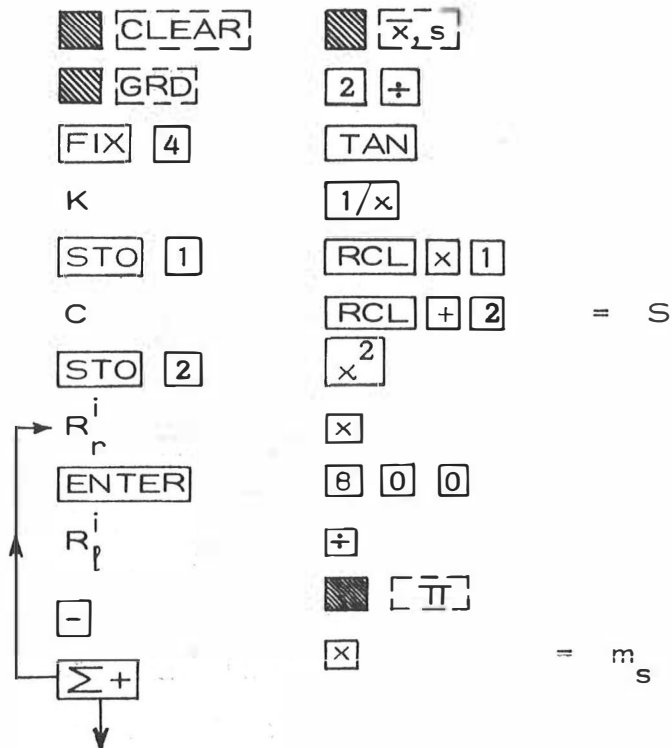 CLEAR
GRD
FIX 4
K
STO 1
C
STO 2
R_r^i
ENTER
R_ℓ^i
-
Σ+
x̄, s
2 ÷
TAN
1/x
RCL × 1
RCL + 2 = S
x²
×
8 0 0
÷
π
× = m_s